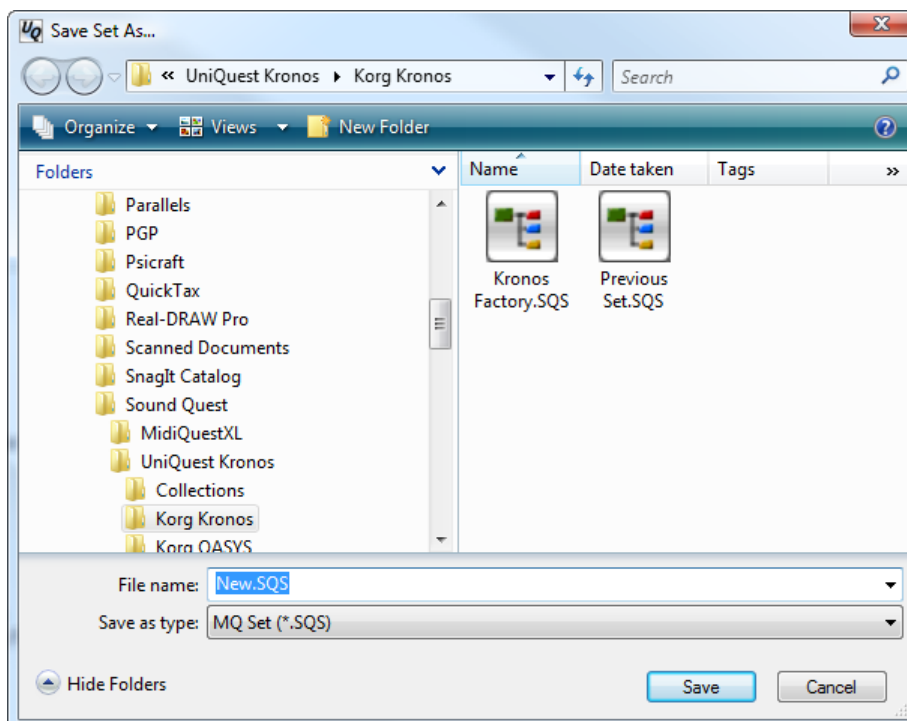 UQ Save Set As...
« UniQuest Kronos Korg Kronos Search
Organize Views New Folder ?
Folders
Name Date taken Tags »
Parallels
PGP
Psicraft
QuickTax
Real-DRAW Pro
Scanned Documents
SnagIt Catalog
Sound Quest
MidiQuestXL
UniQuest Kronos
Collections
Korg Kronos
Korg OASYS
Kronos
Factory.SQS
Previous
Set.SQS
File name: New.SQS
Save as type: MQ Set (*.SQS)
Hide Folders Save Cancel